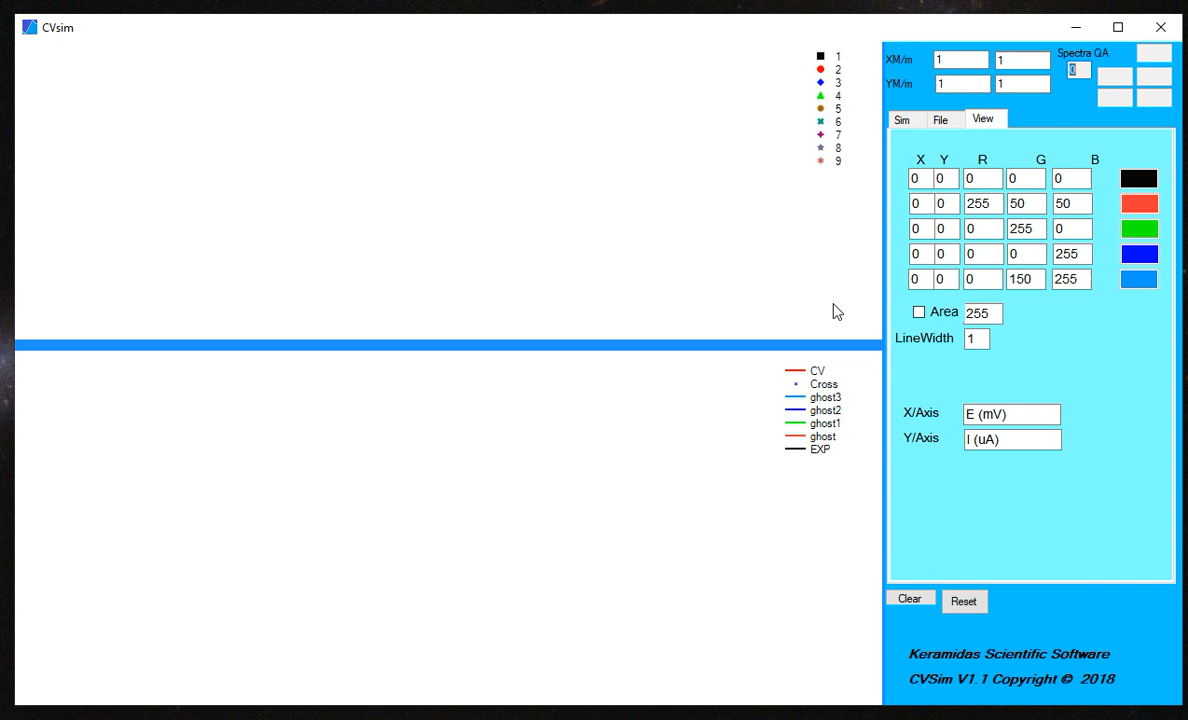 CVsim
1
2
3
4
5
6
7
8
9
XM/m 1 1 Spectra QA
YM/m 1 1 0
Sim File View
X Y R G B
0 0 0 0 0
0 0 255 50 50
0 0 0 255 0
0 0 0 0 255
0 0 0 150 255
Area 255
LineWidth 1
CV
Cross
ghost3
ghost2
ghost1
ghost
EXP
X/Axis E (mV)
Y/Axis I (uA)
Clear Reset
Keramidas Scientific Software
CVSim V1.1 Copyright © 2018